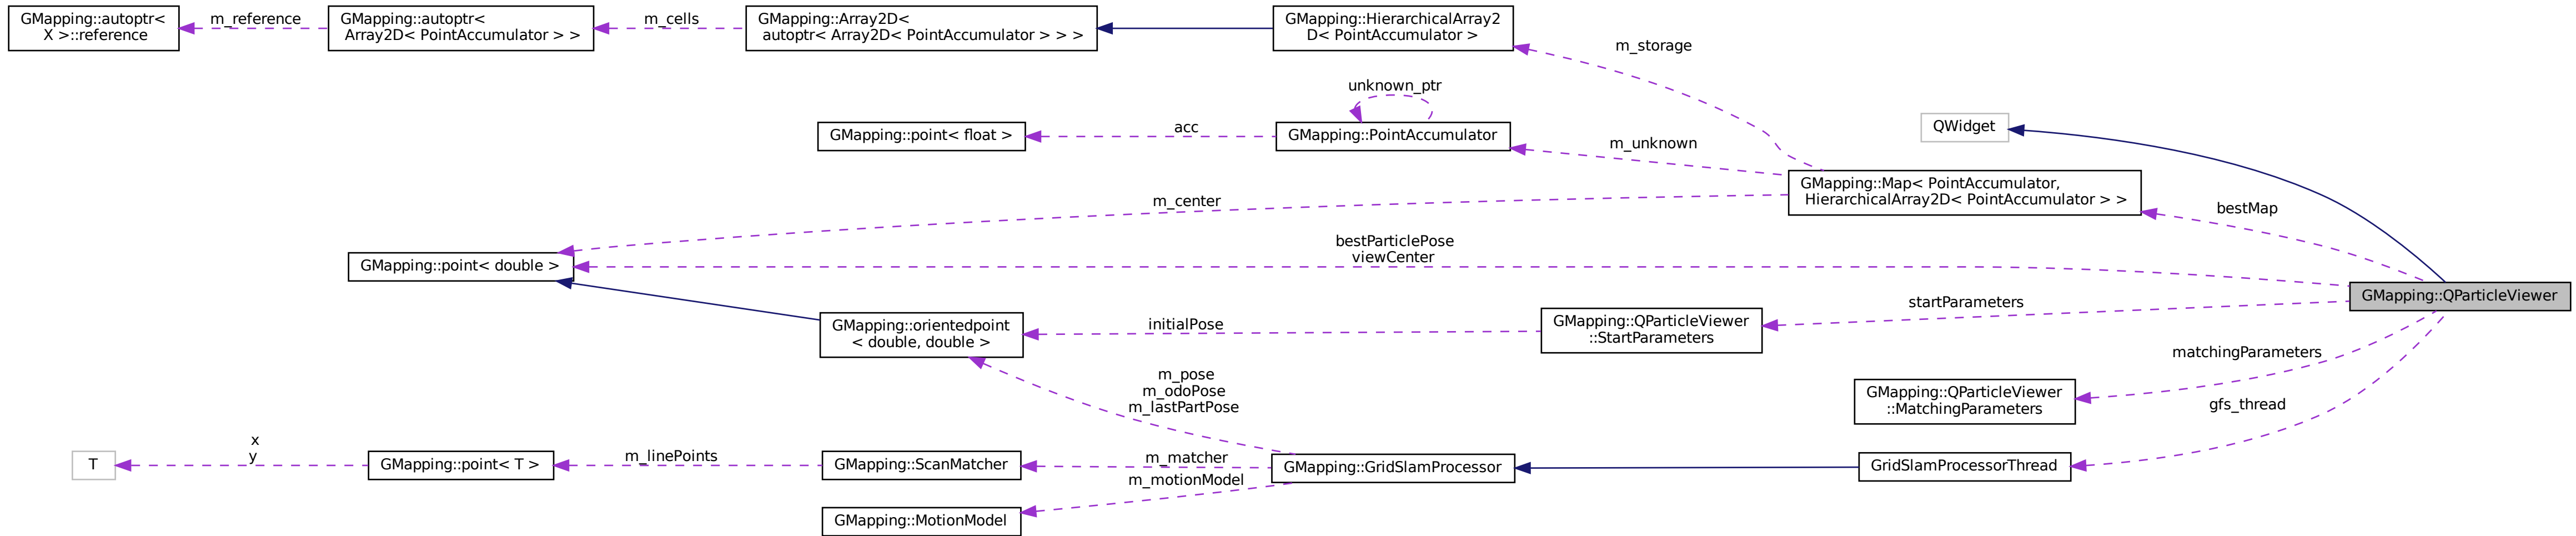 GMapping::autoptr<
X >::reference
m_reference
GMapping::autoptr<
Array2D< PointAccumulator > >
m_cells
GMapping::Array2D<
autoptr< Array2D< PointAccumulator > > >
GMapping::HierarchicalArray2
D< PointAccumulator >
m_storage
unknown_ptr
GMapping::point< float >
acc
GMapping::PointAccumulator
m_unknown
QWidget
GMapping::Map< PointAccumulator,
HierarchicalArray2D< PointAccumulator > >
m_center
bestMap
bestParticlePose
viewCenter
GMapping::point< double >
GMapping::QParticleViewer
startParameters
GMapping::orientedpoint
< double, double >
initialPose
GMapping::QParticleViewer
::StartParameters
matchingParameters
m_pose
m_odoPose
m_lastPartPose
GMapping::QParticleViewer
::MatchingParameters
gfs_thread
x
y
T
GMapping::point< T >
m_linePoints
GMapping::ScanMatcher
m_matcher
m_motionModel
GMapping::GridSlamProcessor
GridSlamProcessorThread
GMapping::MotionModel